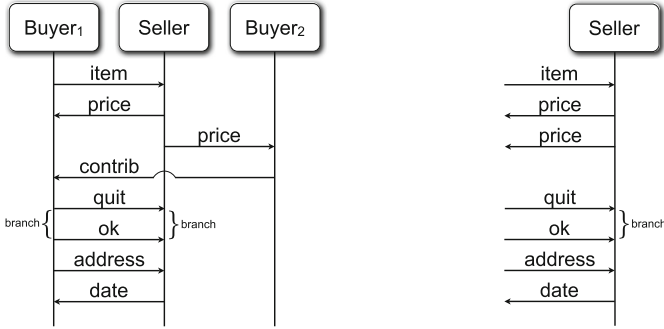 Buyer1 Seller Buyer2 Seller
item item
price price
price price
contrib
quit quit
branch branch branch
ok ok
address address
date date